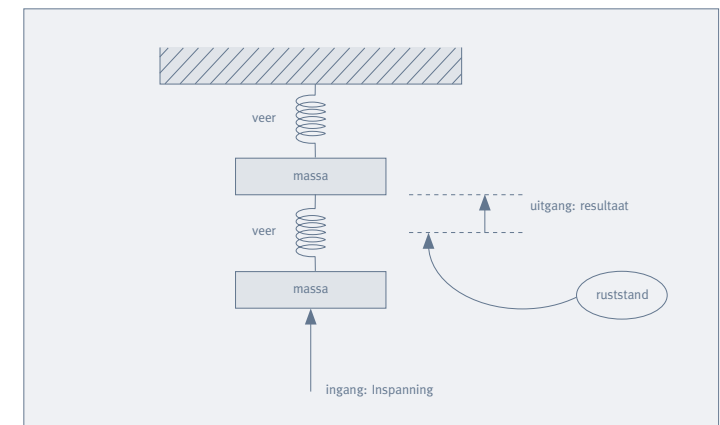 veer
massa
uitgang: resultaat
veer
massa
ruststand
ingang: Inspanning